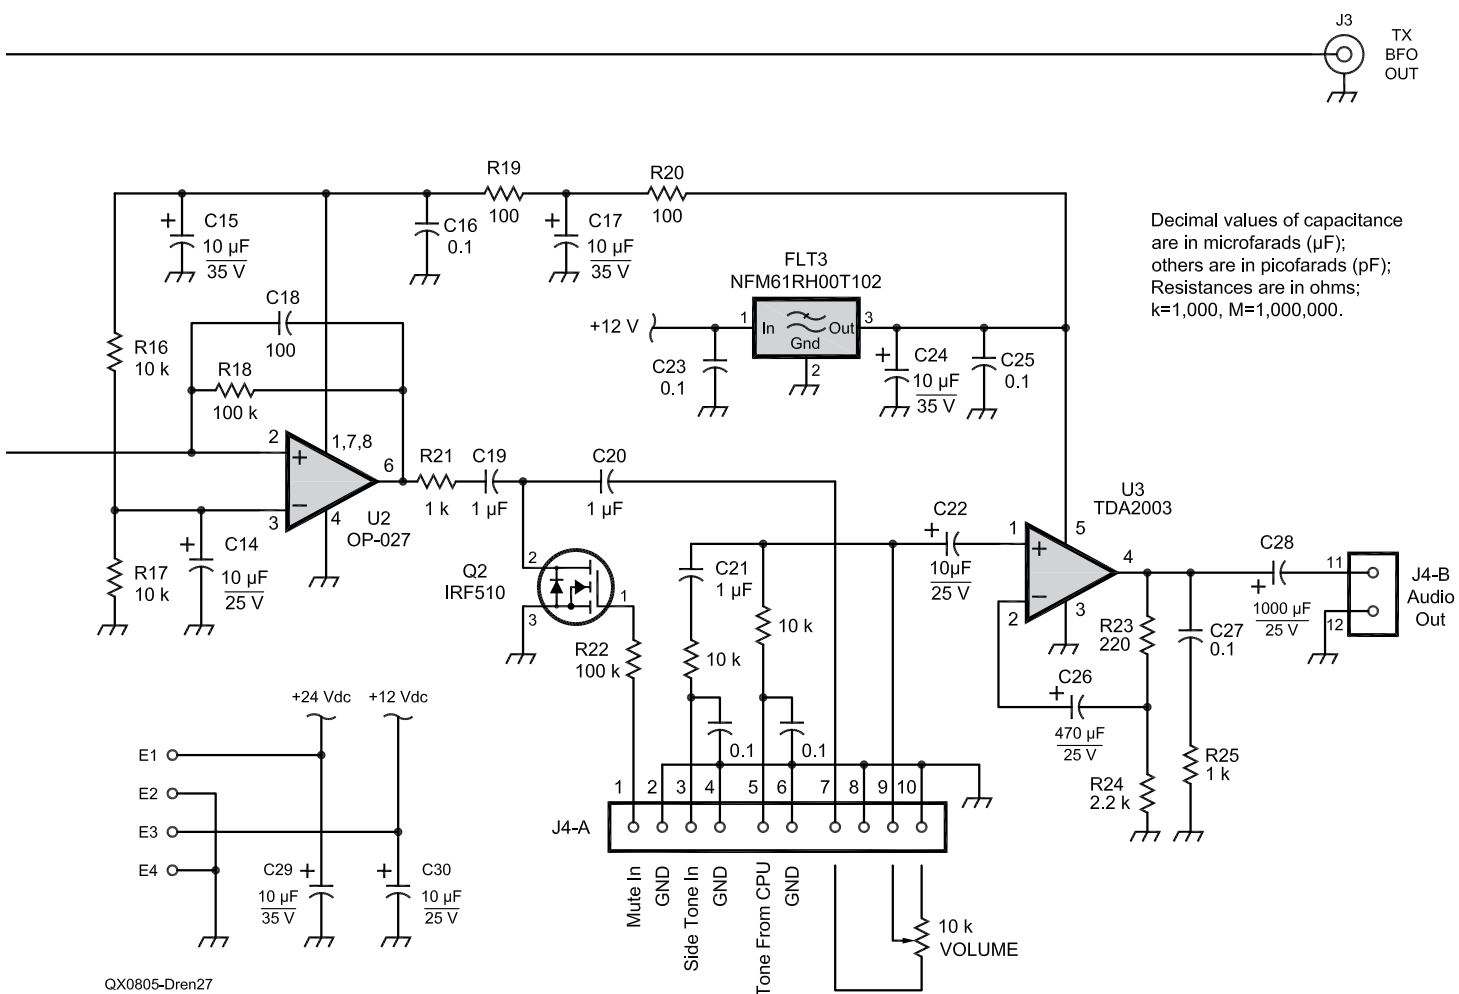 J3
TX
BFO
OUT
R19
100
R20
100
+
C15
10 µF
35 V
C16
0.1
+
C17
10 µF
35 V
Decimal values of capacitance
are in microfarads (µF);
others are in picofarads (pF);
Resistances are in ohms;
k=1,000, M=1,000,000.
FLT3
NFM61RH00T102
+12 V
1
In
Out
3
Gnd
2
C23
0.1
+
C24
10 µF
35 V
C25
0.1
C18
100
R16
10 k
R18
100 k
2
+
1,7,8
6
−
3
4
U2
OP-027
R21
1 k
C19
1 µF
C20
1 µF
+
C14
10 µF
25 V
R17
10 k
Q2
IRF510
2
3
1
R22
100 k
C21
1 µF
10 k
10 k
0.1
0.1
+
C22
10µF
25 V
U3
TDA2003
1
+
5
4
−
2
3
R23
220
C27
0.1
C28
+
1000 µF
25 V
11
12
J4-B
Audio
Out
C26
+
470 µF
25 V
R24
2.2 k
R25
1 k
+24 Vdc
+12 Vdc
E1
E2
E3
E4
C29
+
10 µF
35 V
+
C30
10 µF
25 V
1 2 3 4 5 6 7 8 9 10
J4-A
Mute In
GND
Side Tone In
GND
Tone From CPU
GND
10 k
VOLUME
QX0805-Dren27